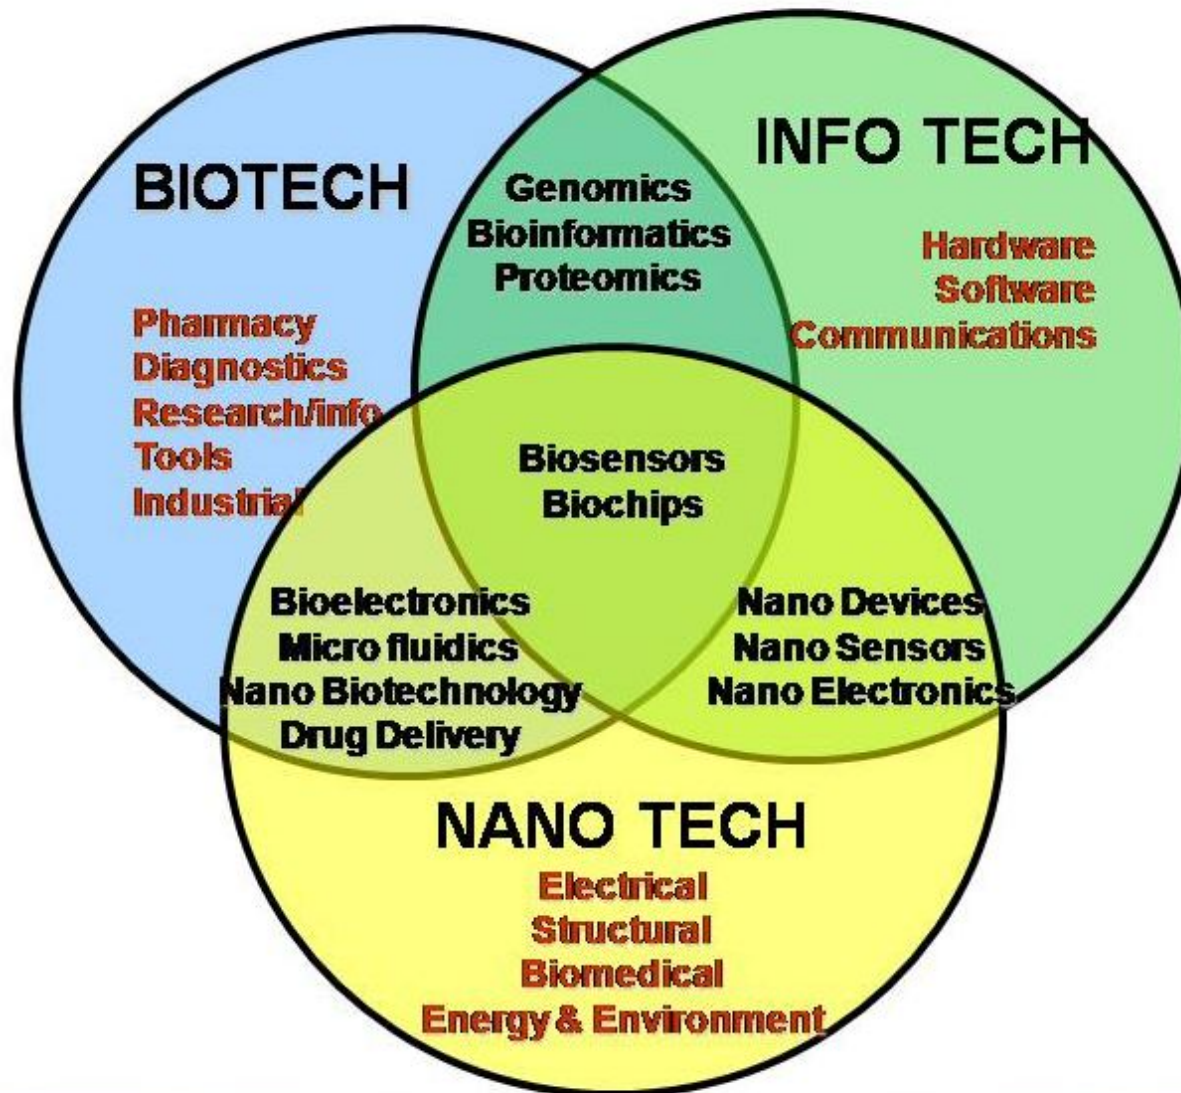 BIOTECH
Pharmacy
Diagnostics
Research/info
Tools
Industrial
INFO TECH
Hardware
Software
Communications
Genomics
Bioinformatics
Proteomics
Biosensors
Biochips
Bioelectronics
Micro fluidics
Nano Biotechnology
Drug Delivery
Nano Devices
Nano Sensors
Nano Electronics
NANO TECH
Electrical
Structural
Biomedical
Energy & Environment